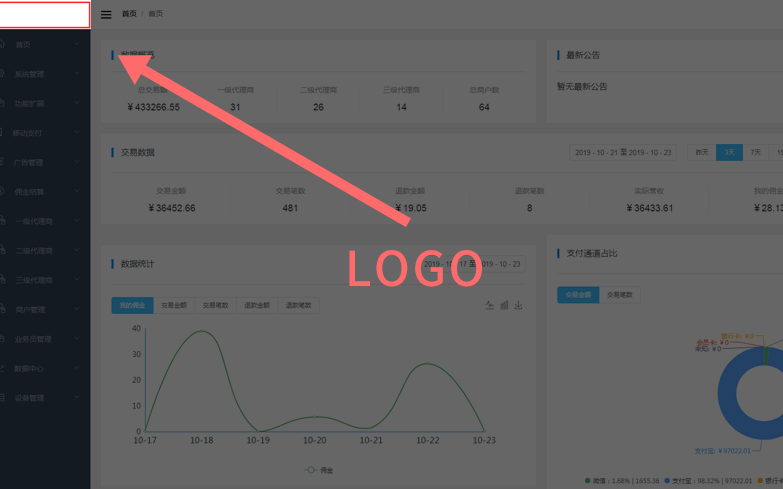 首页 / 首页
首页
系统管理
功能扩展
移动支付
广告管理
佣金结算
一级代理商
二级代理商
三级代理商
商户管理
业务员管理
数据中心
设备管理
数据概览
总交易额
一级代理商
二级代理商
三级代理商
总商户数
¥ 433266.55
31
26
14
64
最新公告
暂无最新公告
交易数据
2019 - 10 - 21 至 2019 - 10 - 23
昨天
3天
7天
15
交易金额
交易笔数
退款金额
退款笔数
实际营收
我的佣金
¥ 36452.66
481
¥ 19.05
8
¥ 36433.61
¥ 28.13
LOGO
数据统计
2019 - 10 - 17 至 2019 - 10 - 23
我的佣金
交易金额
交易笔数
退款金额
退款笔数
40
30
20
10
0
10-17
10-18
10-19
10-20
10-21
10-22
10-23
佣金
支付通道占比
交易金额
交易笔数
银行卡: ¥ 0
会员卡: ¥ 0
未知: ¥ 0
支付宝: ¥ 97022.01
微信：1.68% | 1655.36
支付宝：98.32% | 97022.01
银行卡